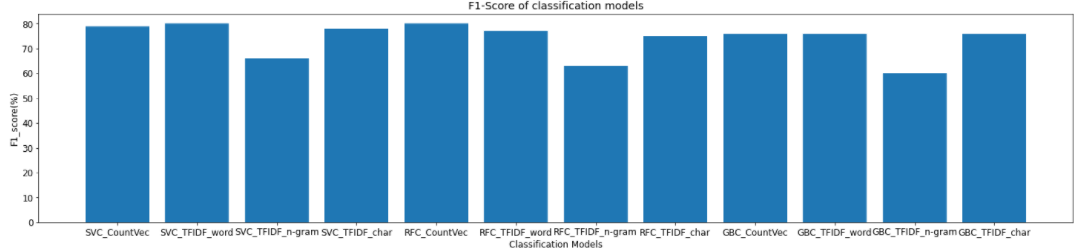 F1-Score of classification models
80
70
60
50
40
30
20
10
0
F1_score(%)
SVC_CountVec SVC_TFIDF_word SVC_TFIDF_n-gram SVC_TFIDF_char RFC_CountVec RFC_TFIDF_word RFC_TFIDF_n-gram RFC_TFIDF_char GBC_CountVec GBC_TFIDF_word GBC_TFIDF_n-gram GBC_TFIDF_char
Classification Models